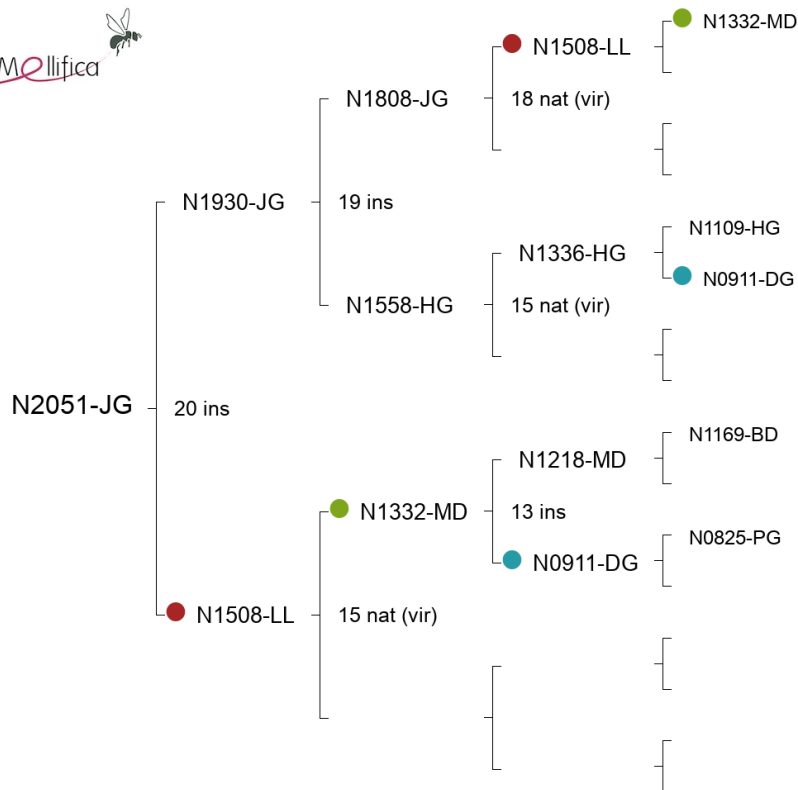 Mellifica
N1332-MD
N1508-LL
N1808-JG
18 nat (vir)
N1930-JG
19 ins
N1109-HG
N1336-HG
N0911-DG
N1558-HG
15 nat (vir)
N2051-JG
20 ins
N1169-BD
N1218-MD
N1332-MD
13 ins
N0825-PG
N0911-DG
N1508-LL
15 nat (vir)